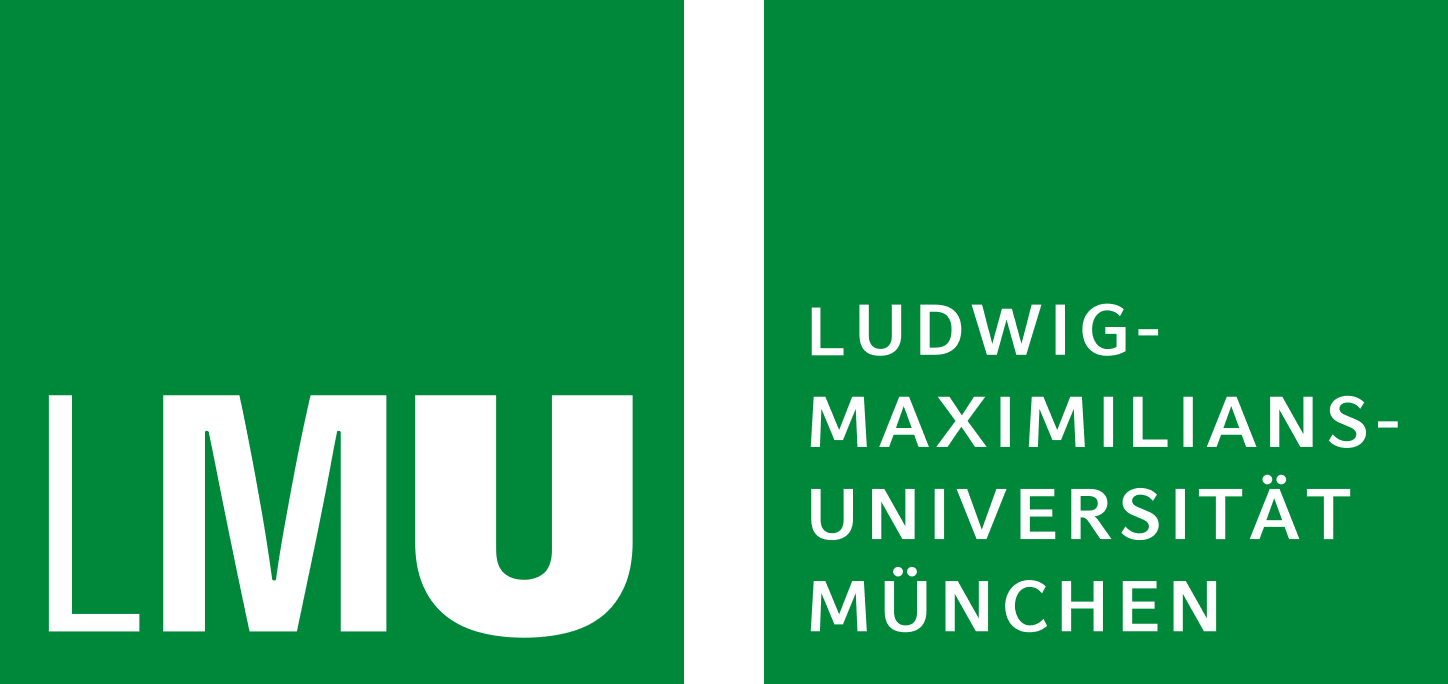 LMU
LUDWIG-
MAXIMILIANS-
UNIVERSITÄT
MÜNCHEN